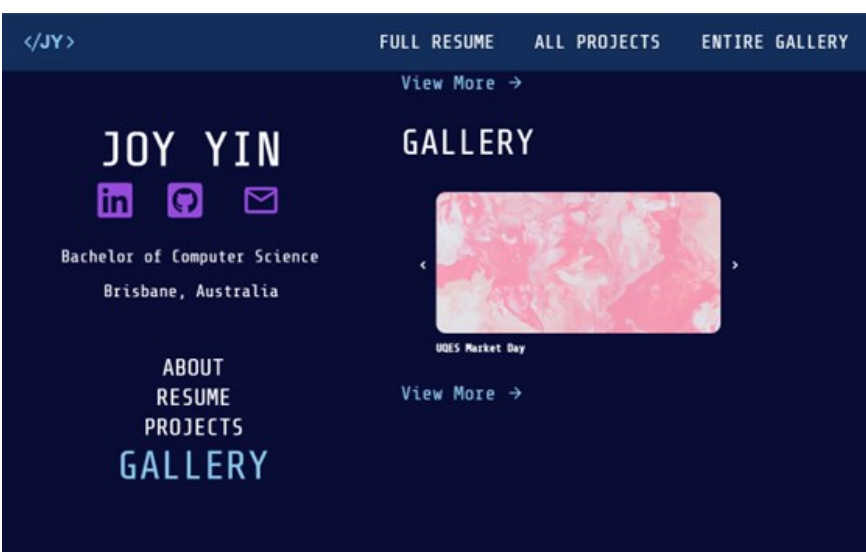 </JY>
FULL RESUME
ALL PROJECTS
ENTIRE GALLERY
JOY YIN
in
Bachelor of Computer Science
Brisbane, Australia
ABOUT
RESUME
PROJECTS
GALLERY
View More →
GALLERY
‹ ›
UQES Market Day
View More →